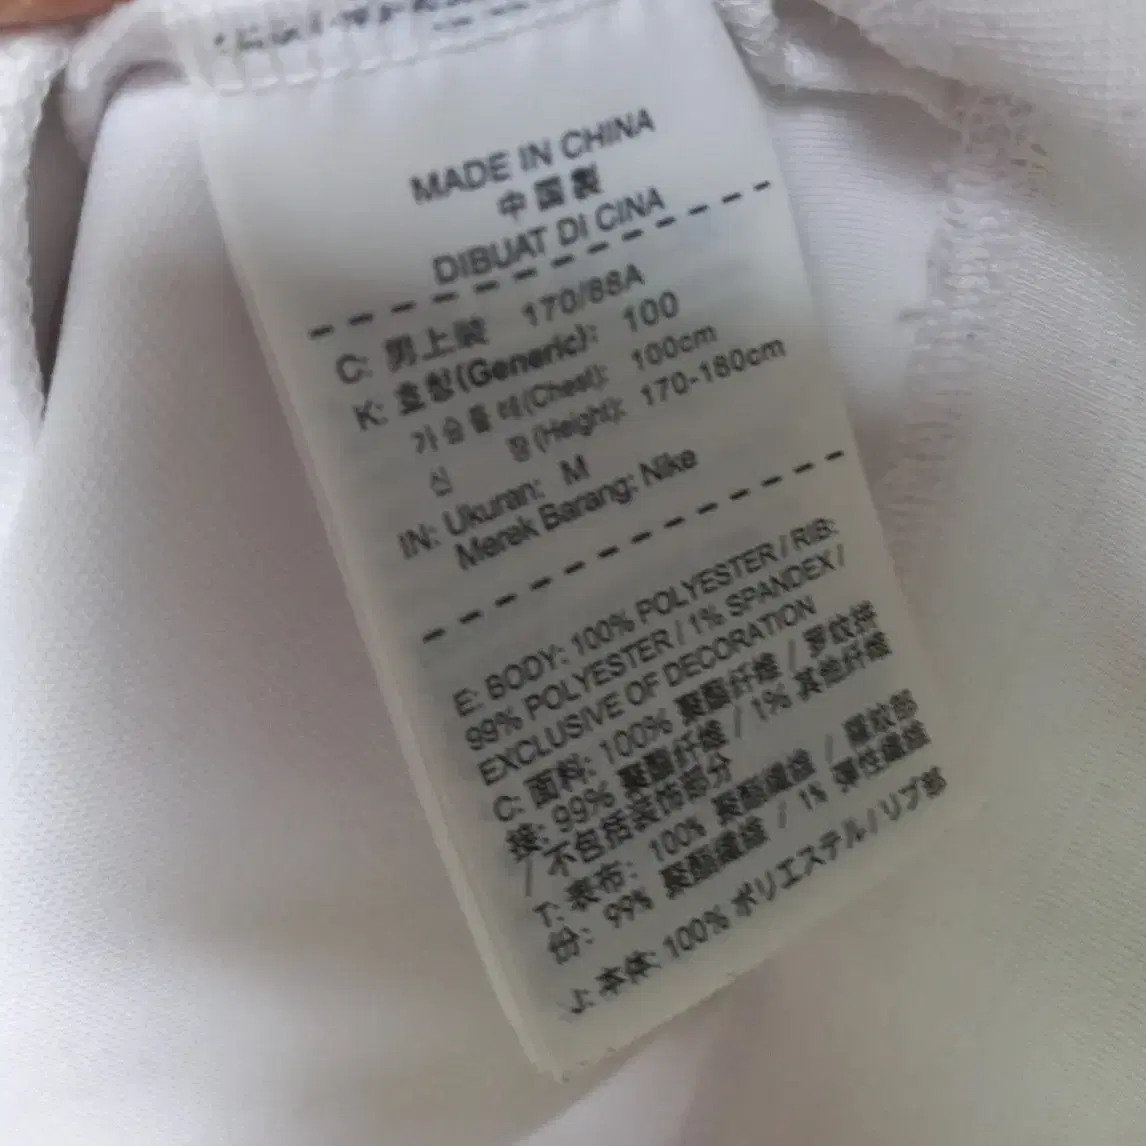 MADE IN CHINA
中国製
DIBUAT DI CINA
C: 男上裝 170/88A
K: 호칭(Generic): 100
가슴둘레(Chest): 100cm
신 장(Height): 170-180cm
IN: Ukuran: M
Merek Barang: Nike
E: BODY: 100% POLYESTER / RIB:
99% POLYESTER / 1% SPANDEX /
EXCLUSIVE OF DECORATION
C: 面料: 100% 聚酯纤维 / 罗纹拼
接: 99% 聚酯纤维 / 1% 其他纤维
/ 不包括装饰部分
T: 表布: 100% 聚酯纖維 / 羅紋部
份: 99% 聚酯纖維 / 1% 彈性纖維
J: 本体: 100% ポリエステル / リブ部